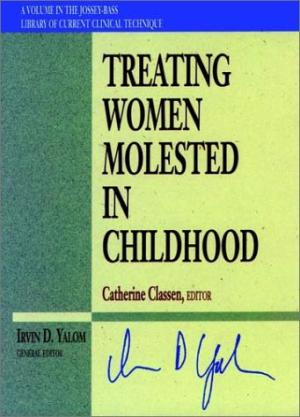 A VOLUME IN THE JOSSEY-BASS
LIBRARY OF CURRENT CLINICAL TECHNIQUE
TREATING
WOMEN
MOLESTED
IN
CHILDHOOD
Catherine Classen, EDITOR
IRVIN D. YALOM
GENERAL EDITOR